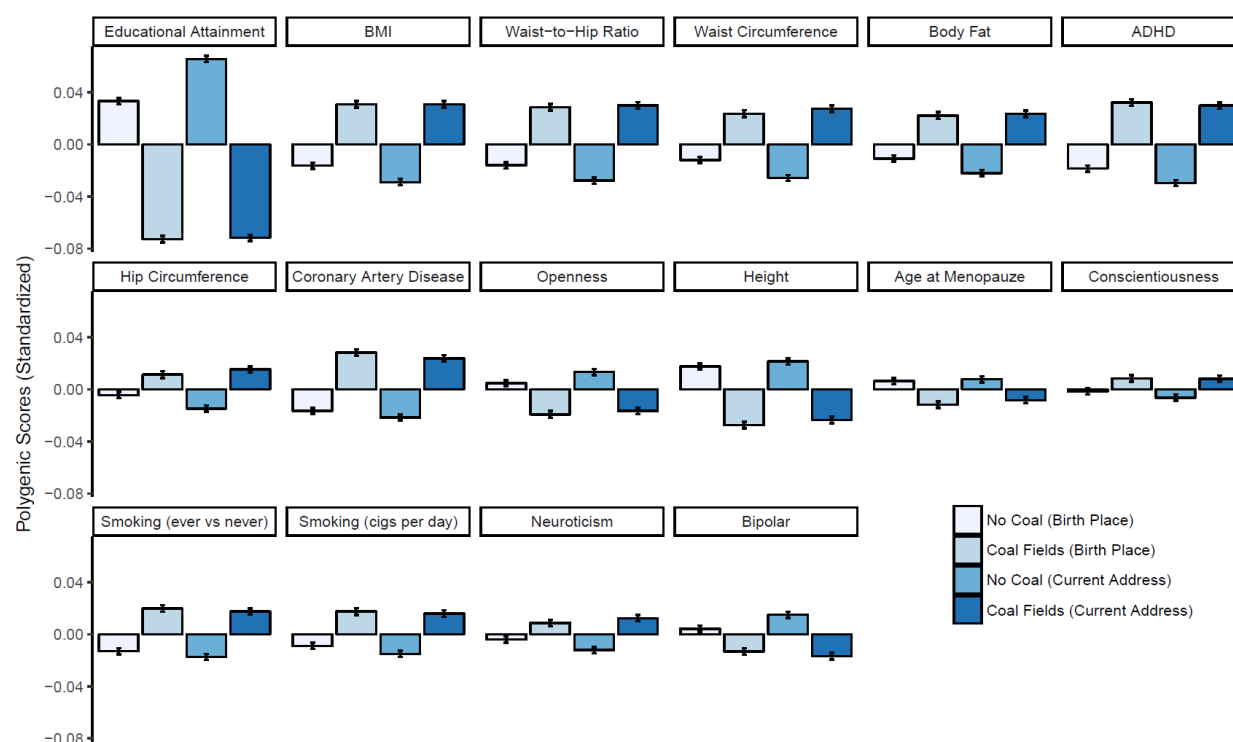 Educational Attainment BMI Waist−to−Hip Ratio Waist Circumference Body Fat ADHD
0.04
0.00
−0.04
−0.08
Hip Circumference Coronary Artery Disease Openness Height Age at Menopauze Conscientiousness
0.04
0.00
−0.04
−0.08
Smoking (ever vs never) Smoking (cigs per day) Neuroticism Bipolar
0.04
0.00
−0.04
−0.08
Polygenic Scores (Standardized)
No Coal (Birth Place)
Coal Fields (Birth Place)
No Coal (Current Address)
Coal Fields (Current Address)